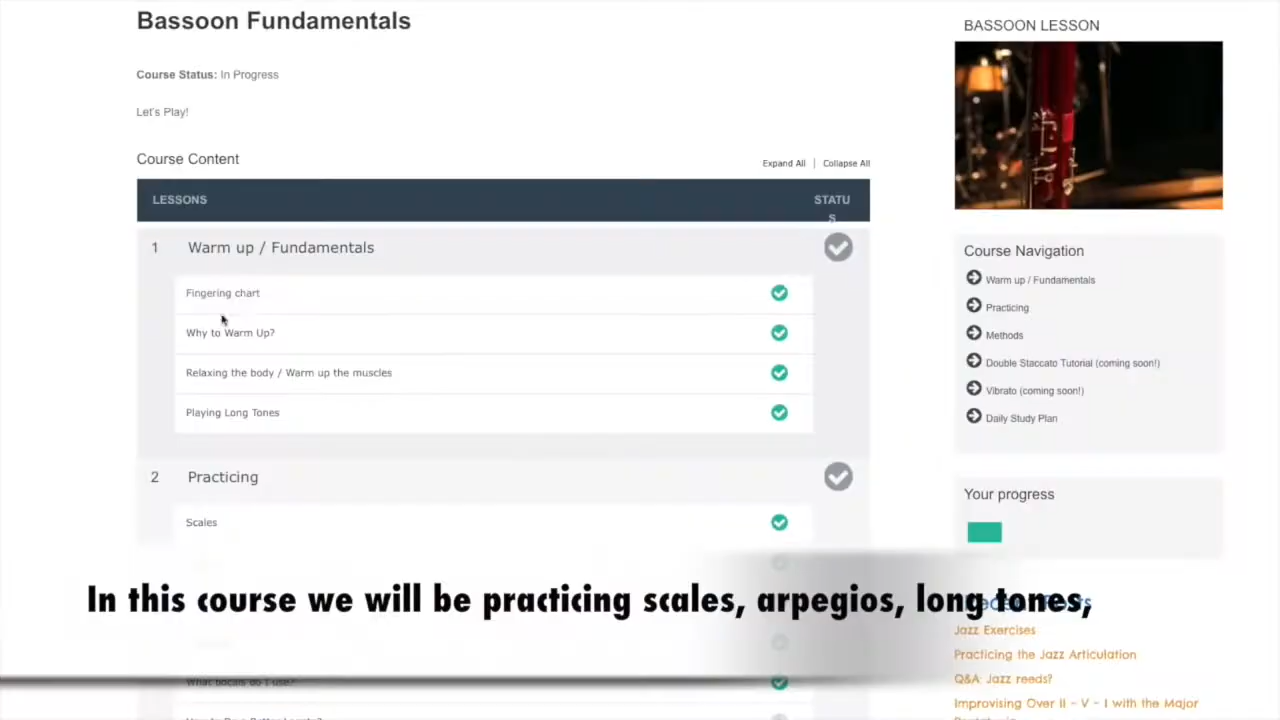 Bassoon Fundamentals
Course Status: In Progress
Let's Play!
Course Content
Expand All | Collapse All
LESSONS
STATU
S
1 Warm up / Fundamentals
Fingering chart
Why to Warm Up?
Relaxing the body / Warm up the muscles
Playing Long Tones
2 Practicing
Scales
In this course we will be practicing scales, arpegios, long tones,
What bocals do I use?
BASSOON LESSON
Course Navigation
Warm up / Fundamentals
Practicing
Methods
Double Staccato Tutorial (coming soon!)
Vibrato (coming soon!)
Daily Study Plan
Your progress
Jazz Exercises
Practicing the Jazz Articulation
Q&A: Jazz reeds?
Improvising Over II - V - I with the Major